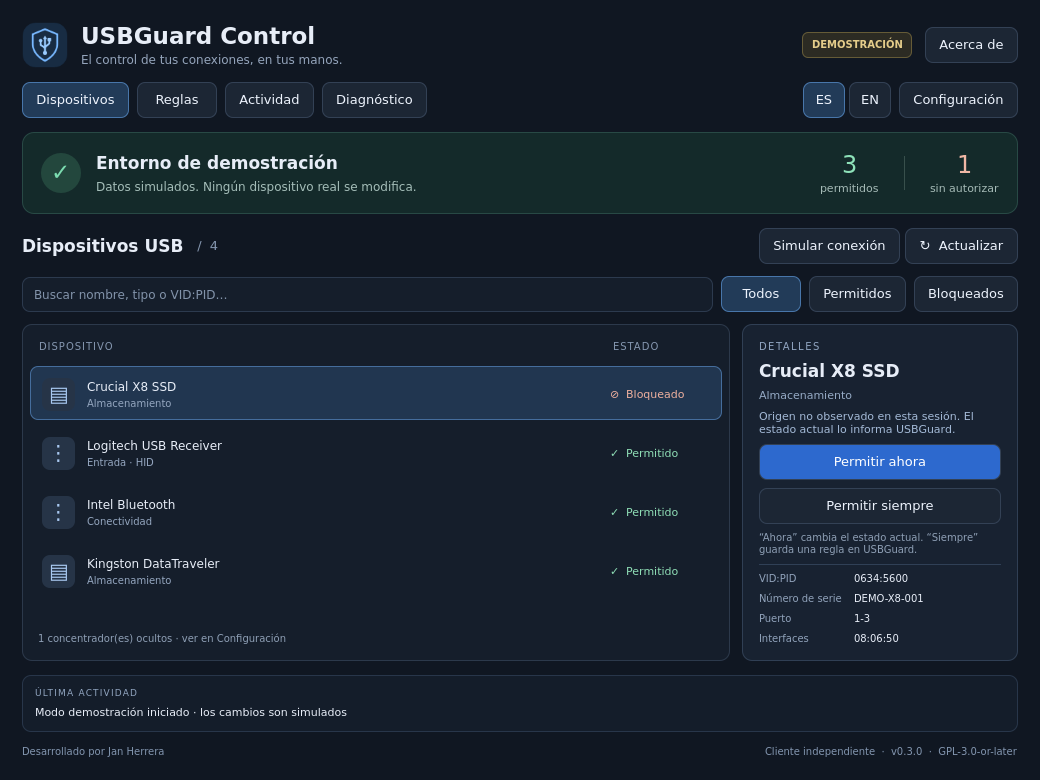 USBGuard Control
El control de tus conexiones, en tus manos.
DEMOSTRACIÓN
Acerca de
Dispositivos
Reglas
Actividad
Diagnóstico
ES
EN
Configuración
✓
Entorno de demostración
Datos simulados. Ningún dispositivo real se modifica.
3
permitidos
1
sin autorizar
Dispositivos USB / 4
Simular conexión
↻ Actualizar
Buscar nombre, tipo o VID:PID...
Todos
Permitidos
Bloqueados
DISPOSITIVO
ESTADO
Crucial X8 SSD
Almacenamiento
⊘ Bloqueado
Logitech USB Receiver
Entrada · HID
✓ Permitido
Intel Bluetooth
Conectividad
✓ Permitido
Kingston DataTraveler
Almacenamiento
✓ Permitido
1 concentrador(es) ocultos · ver en Configuración
DETALLES
Crucial X8 SSD
Almacenamiento
Origen no observado en esta sesión. El
estado actual lo informa USBGuard.
Permitir ahora
Permitir siempre
“Ahora” cambia el estado actual. “Siempre”
guarda una regla en USBGuard.
VID:PID 0634:5600
Número de serie DEMO-X8-001
Puerto 1-3
Interfaces 08:06:50
ÚLTIMA ACTIVIDAD
Modo demostración iniciado · los cambios son simulados
Desarrollado por Jan Herrera
Cliente independiente · v0.3.0 · GPL-3.0-or-later